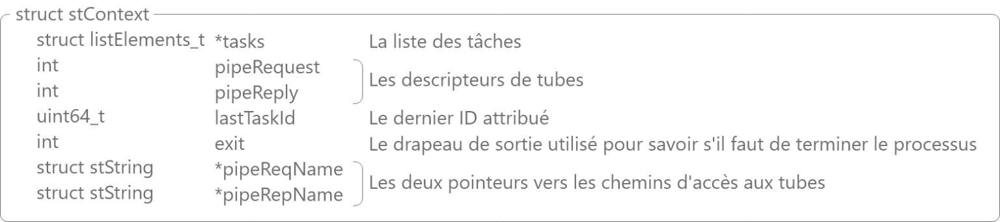 struct stContext
struct listElements_t *tasks La liste des tâches
int pipeRequest
Les descripteurs de tubes
int pipeReply
uint64_t lastTaskId Le dernier ID attribué
int exit Le drapeau de sortie utilisé pour savoir s'il faut de terminer le processus
struct stString *pipeReqName
Les deux pointeurs vers les chemins d'accès aux tubes
struct stString *pipeRepName